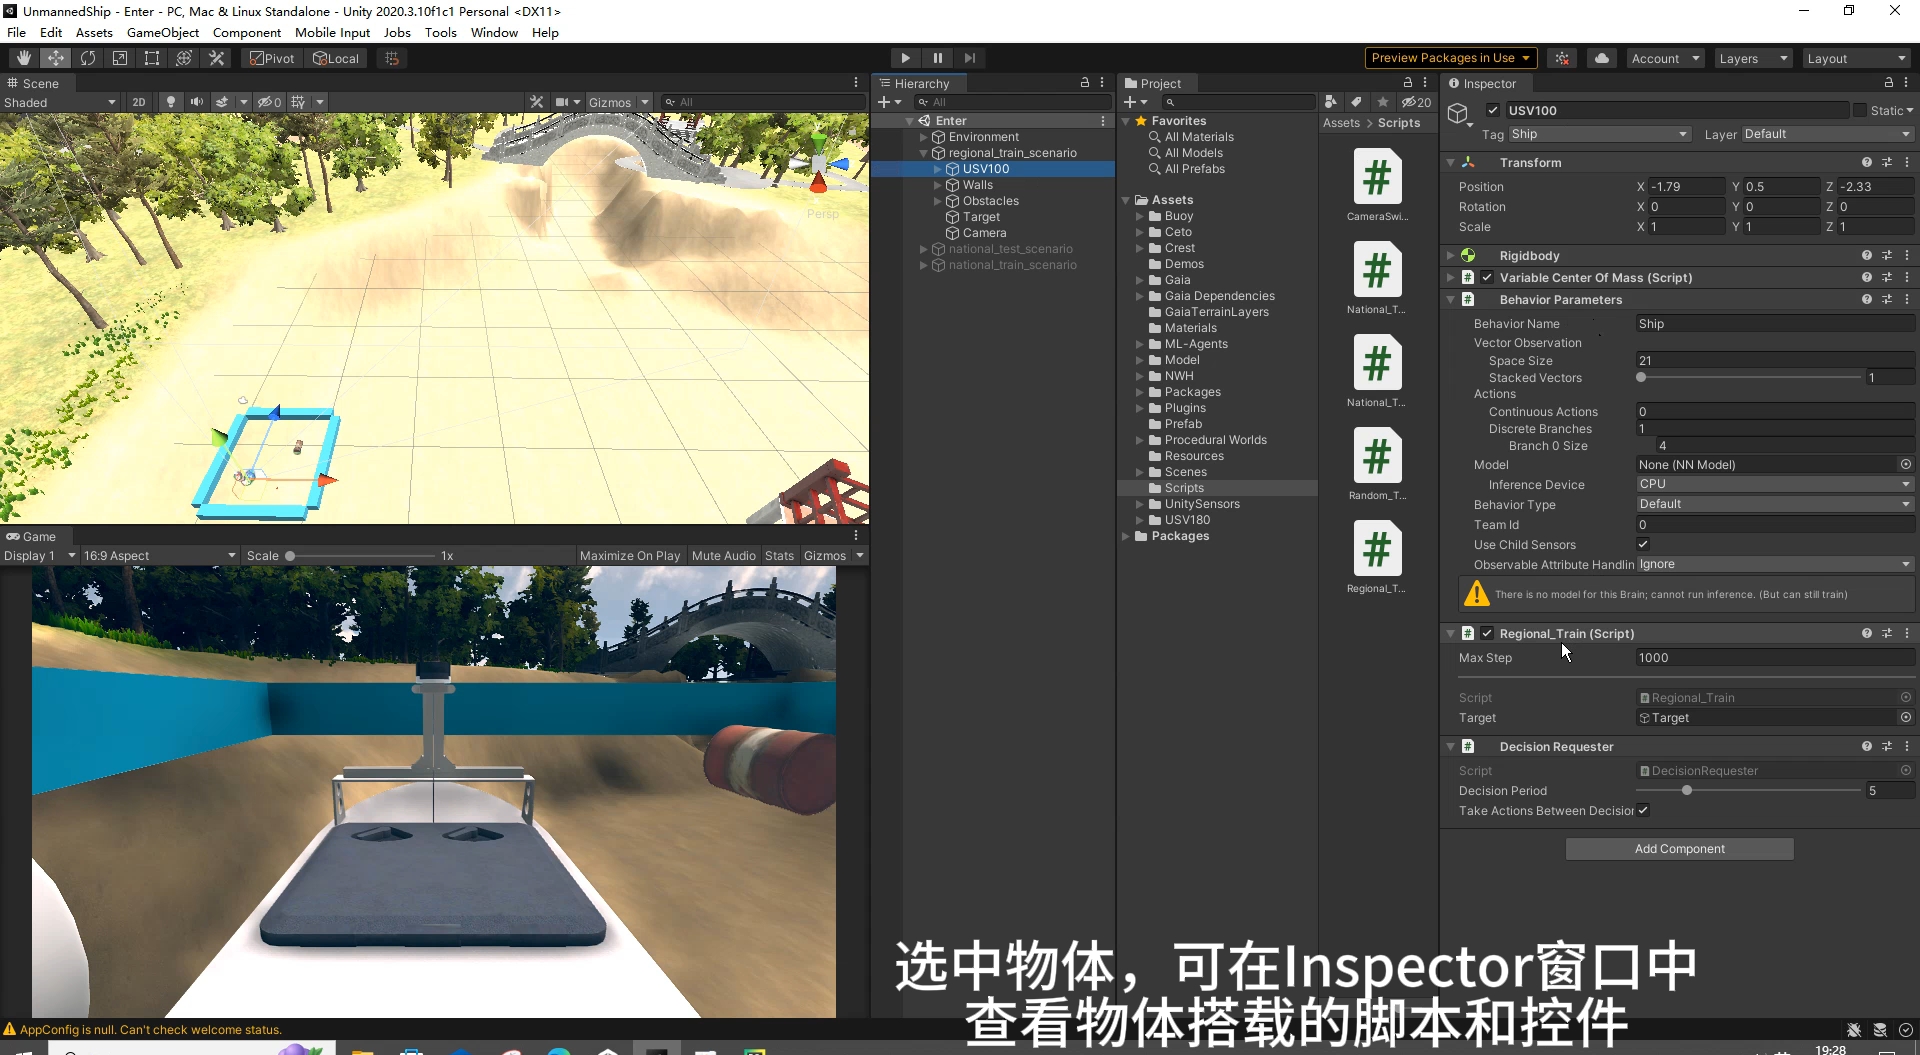 UnmannedShip - Enter - PC, Mac & Linux Standalone - Unity 2020.3.10f1c1 Personal <DX11>
File Edit Assets GameObject Component Mobile Input Jobs Tools Window Help
Pivot Local
Preview Packages in Use Account Layers Layout
Scene
Shaded 2D 0 Gizmos All
Persp
Game
Display 1 16:9 Aspect Scale 1x Maximize On Play Mute Audio Stats Gizmos
Hierarchy
All
Enter
Environment
regional_train_scenario
USV100
Walls
Obstacles
Target
Camera
national_test_scenario
national_train_scenario
Project
20
Favorites
All Materials
All Models
All Prefabs
Assets
Buoy
Ceto
Crest
Demos
Gaia
Gaia Dependencies
GaiaTerrainLayers
Materials
ML-Agents
Model
NWH
Packages
Plugins
Prefab
Procedural Worlds
Resources
Scenes
Scripts
UnitySensors
USV180
Packages
Assets > Scripts
CameraSwi...
National_T...
National_T...
Random_T...
Regional_T...
Inspector
USV100 Static
Tag Ship Layer Default
Transform
Position X -1.79 Y 0.5 Z -2.33
Rotation X 0 Y 0 Z 0
Scale X 1 Y 1 Z 1
Rigidbody
Variable Center Of Mass (Script)
Behavior Parameters
Behavior Name Ship
Vector Observation
Space Size 21
Stacked Vectors 1
Actions
Continuous Actions 0
Discrete Branches 1
Branch 0 Size 4
Model None (NN Model)
Inference Device CPU
Behavior Type Default
Team Id 0
Use Child Sensors
Observable Attribute Handlin Ignore
There is no model for this Brain; cannot run inference. (But can still train)
Regional_Train (Script)
Max Step 1000
Script Regional_Train
Target Target
Decision Requester
Script DecisionRequester
Decision Period 5
Take Actions Between Decision
Add Component
选中物体，可在Inspector窗口中
查看物体搭载的脚本和控件
AppConfig is null. Can't check welcome status.
19:28